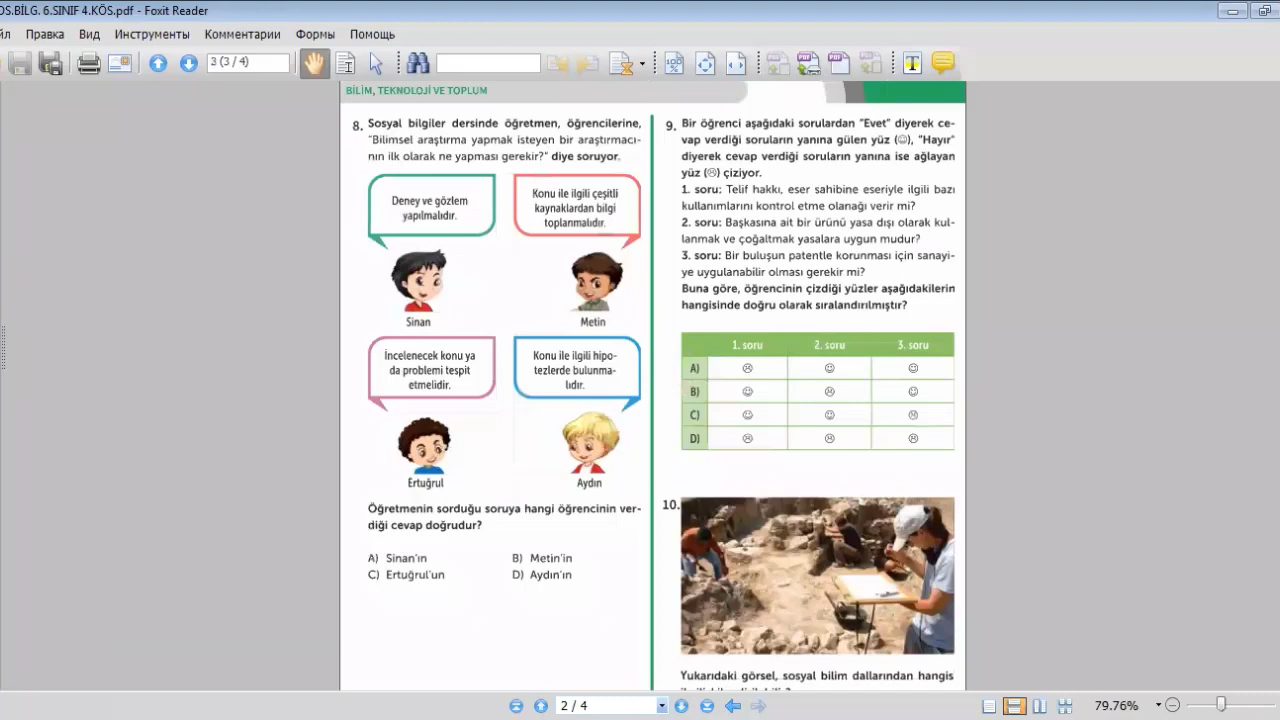 OS.BİLG. 6.SINIF 4.KÖS.pdf - Foxit Reader
йл Правка Вид Инструменты Комментарии Формы Помощь
3 (3 / 4)
BİLİM, TEKNOLOJİ VE TOPLUM
8. Sosyal bilgiler dersinde öğretmen, öğrencilerine,
"Bilimsel araştırma yapmak isteyen bir araştırmacı-
nın ilk olarak ne yapması gerekir?" diye soruyor.
Deney ve gözlem
yapılmalıdır.
Konu ile ilgili çeşitli
kaynaklardan bilgi
toplanmalıdır.
Sinan
Metin
İncelenecek konu ya
da problemi tespit
etmelidir.
Konu ile ilgili hipo-
tezlerde bulunma-
lıdır.
Ertuğrul
Aydın
Öğretmenin sorduğu soruya hangi öğrencinin ver-
diği cevap doğrudur?
A) Sinan'ın
B) Metin'in
C) Ertuğrul'un
D) Aydın'ın
9. Bir öğrenci aşağıdaki sorulardan "Evet" diyerek ce-
vap verdiği soruların yanına gülen yüz (☺), "Hayır"
diyerek cevap verdiği soruların yanına ise ağlayan
yüz (☹) çiziyor.
1. soru: Telif hakkı, eser sahibine eseriyle ilgili bazı
kullanımlarını kontrol etme olanağı verir mi?
2. soru: Başkasına ait bir ürünü yasa dışı olarak kul-
lanmak ve çoğaltmak yasalara uygun mudur?
3. soru: Bir buluşun patentle korunması için sanayi-
ye uygulanabilir olması gerekir mi?
Buna göre, öğrencinin çizdiği yüzler aşağıdakilerin
hangisinde doğru olarak sıralandırılmıştır?
1. soru 2. soru 3. soru
A) ☹ ☺ ☺
B) ☺ ☹ ☺
C) ☺ ☺ ☹
D) ☹ ☹ ☹
10.
Yukarıdaki görsel, sosyal bilim dallarından hangis
2 / 4
79.76%